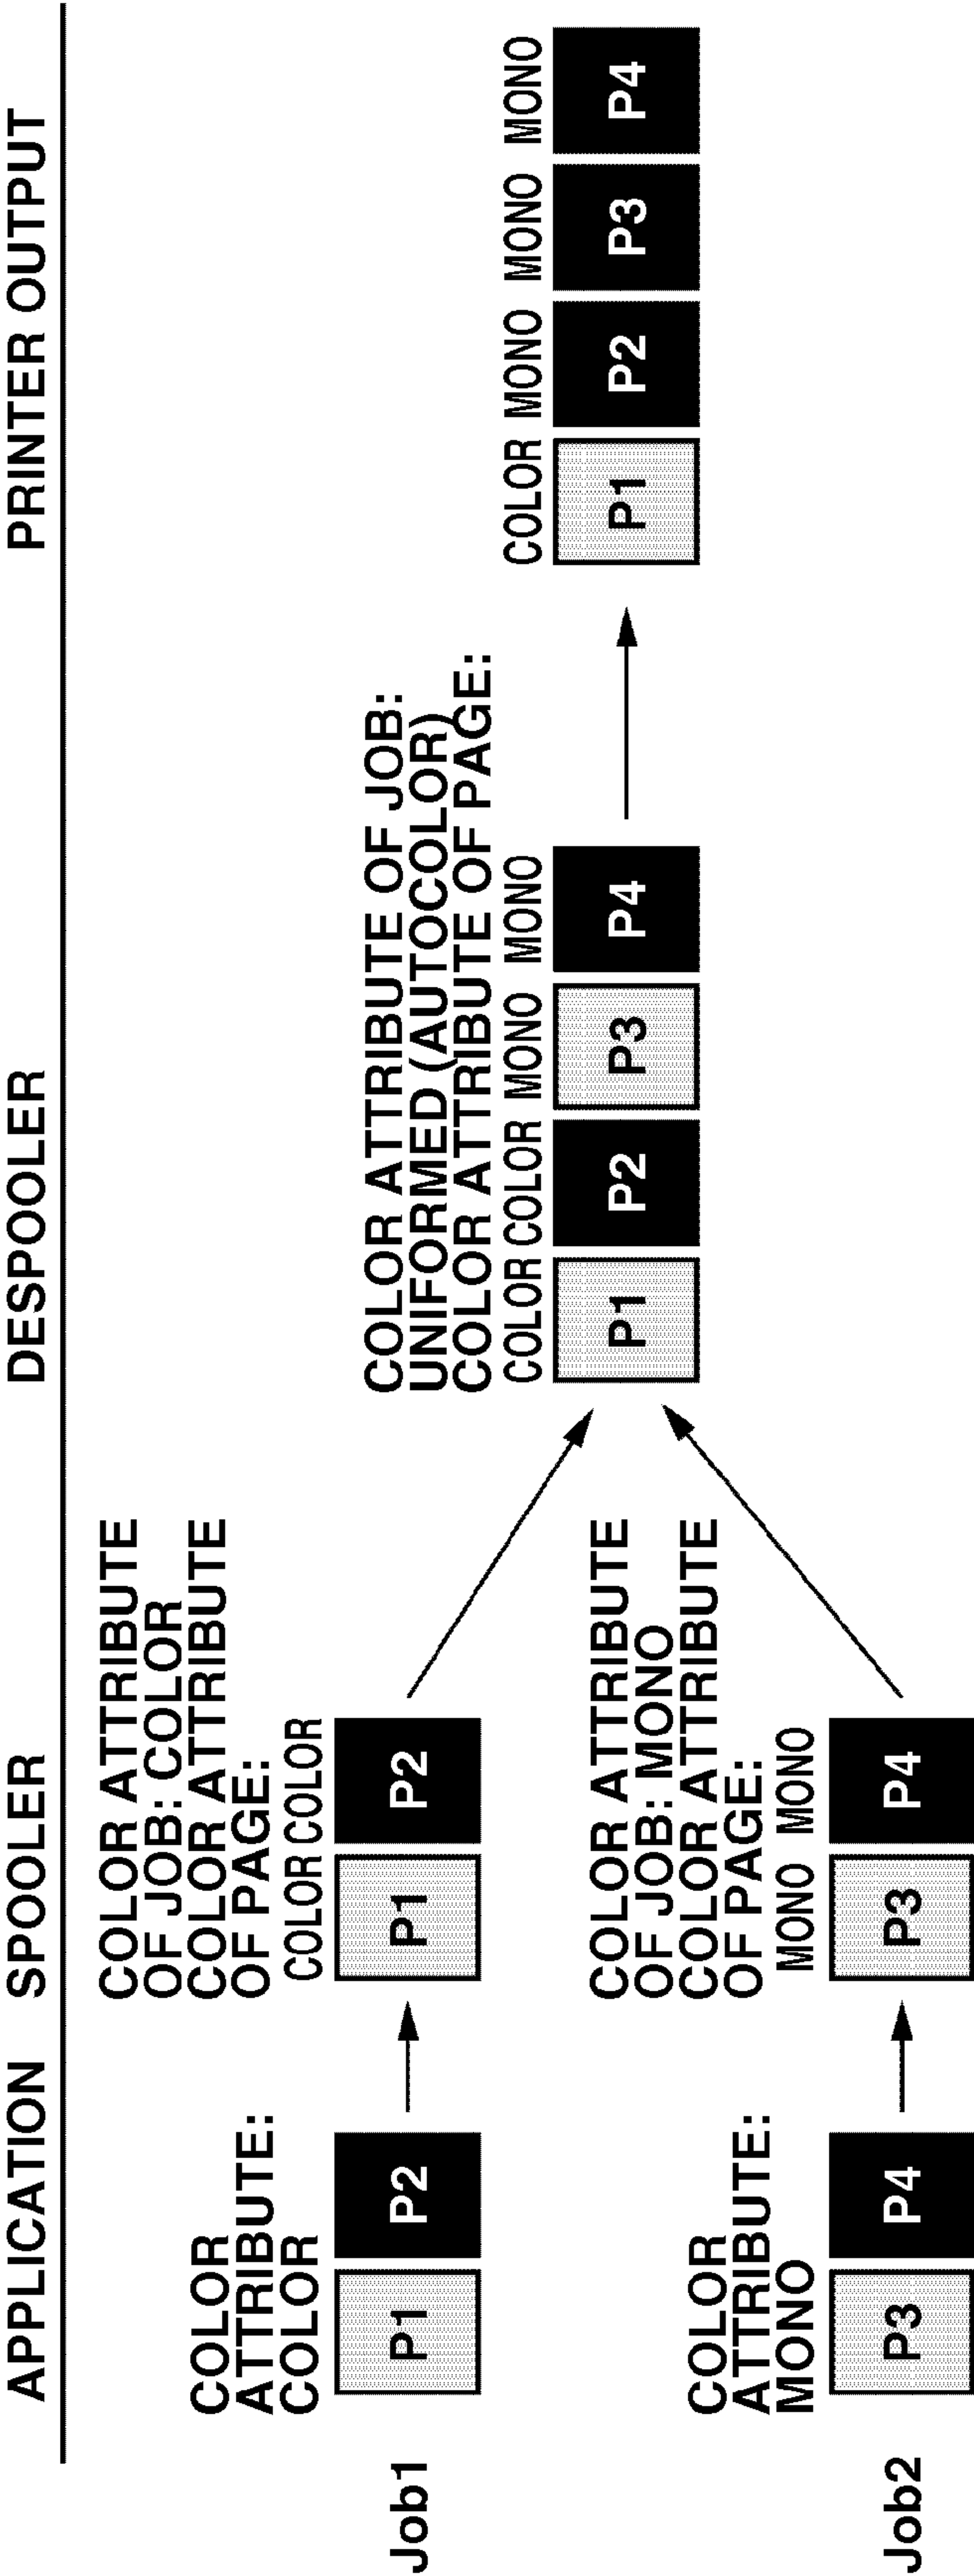 APPLICATION SPOOLER DESPOOLER PRINTER OUTPUT
Job1
COLOR
ATTRIBUTE:
COLOR
P1 P2
COLOR ATTRIBUTE
OF JOB: COLOR
COLOR ATTRIBUTE
OF PAGE:
COLOR COLOR
P1 P2
Job2
COLOR
ATTRIBUTE:
MONO
P3 P4
COLOR ATTRIBUTE
OF JOB: MONO
COLOR ATTRIBUTE
OF PAGE:
MONO MONO
P3 P4
COLOR ATTRIBUTE OF JOB:
UNIFORMED (AUTOCOLOR)
COLOR ATTRIBUTE OF PAGE:
COLOR COLOR MONO MONO
P1 P2 P3 P4
COLOR MONO MONO MONO
P1 P2 P3 P4